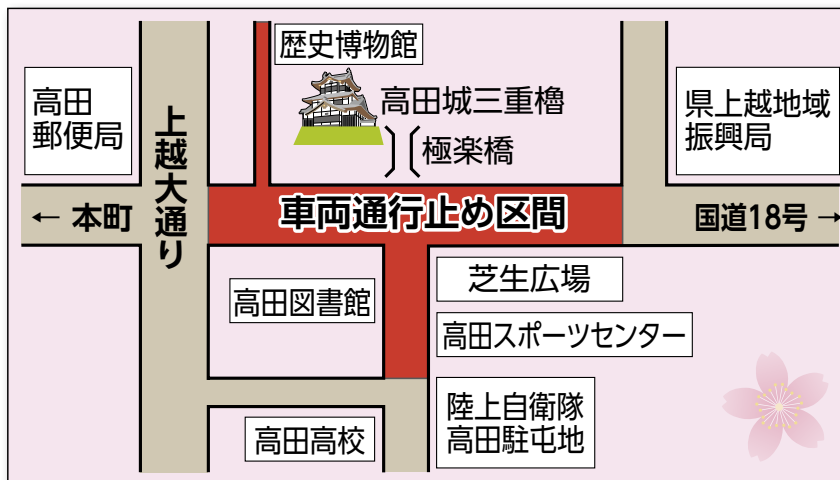 歴史博物館
高田
郵便局
上越大通り
高田城三重櫓
極楽橋
県上越地域
振興局
← 本町
車両通行止め区間
国道18号 →
高田図書館
芝生広場
高田スポーツセンター
高田高校
陸上自衛隊
高田駐屯地